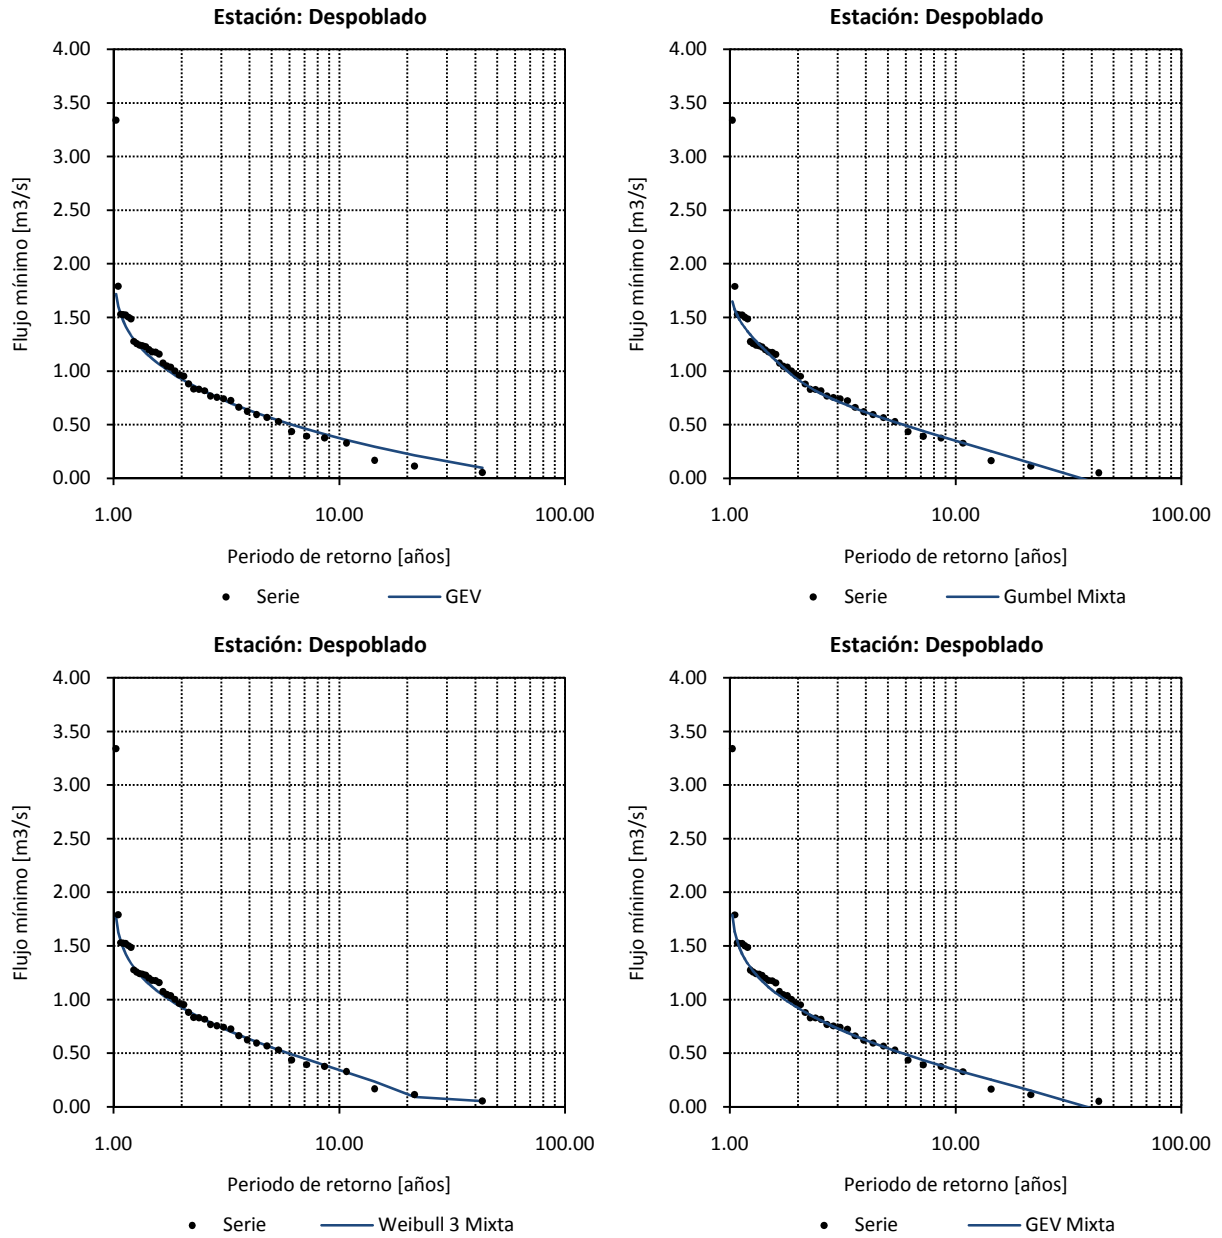 Estación: Despoblado
4.00
3.50
3.00
2.50
2.00
1.50
1.00
0.50
0.00
Flujo mínimo [m3/s]
1.00 10.00 100.00
Periodo de retorno [años]
Serie GEV
Estación: Despoblado
4.00
3.50
3.00
2.50
2.00
1.50
1.00
0.50
0.00
Flujo mínimo [m3/s]
1.00 10.00 100.00
Periodo de retorno [años]
Serie Gumbel Mixta
Estación: Despoblado
4.00
3.50
3.00
2.50
2.00
1.50
1.00
0.50
0.00
Flujo mínimo [m3/s]
1.00 10.00 100.00
Periodo de retorno [años]
Serie Weibull 3 Mixta
Estación: Despoblado
4.00
3.50
3.00
2.50
2.00
1.50
1.00
0.50
0.00
Flujo mínimo [m3/s]
1.00 10.00 100.00
Periodo de retorno [años]
Serie GEV Mixta